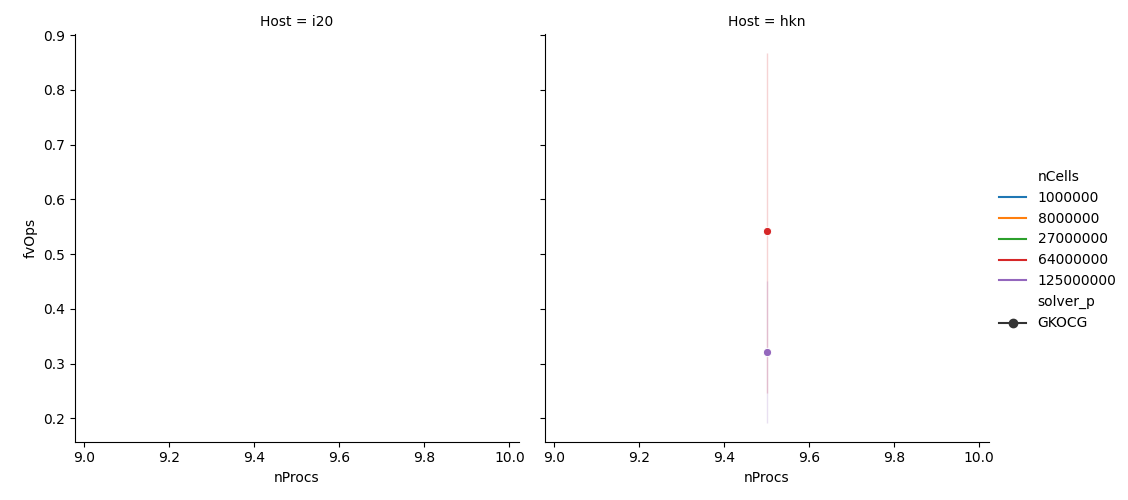 Host = i20
Host = hkn
fvOps
0.9
0.8
0.7
0.6
0.5
0.4
0.3
0.2
9.0 9.2 9.4 9.6 9.8 10.0
nProcs
9.0 9.2 9.4 9.6 9.8 10.0
nProcs
nCells
1000000
8000000
27000000
64000000
125000000
solver_p
GKOCG